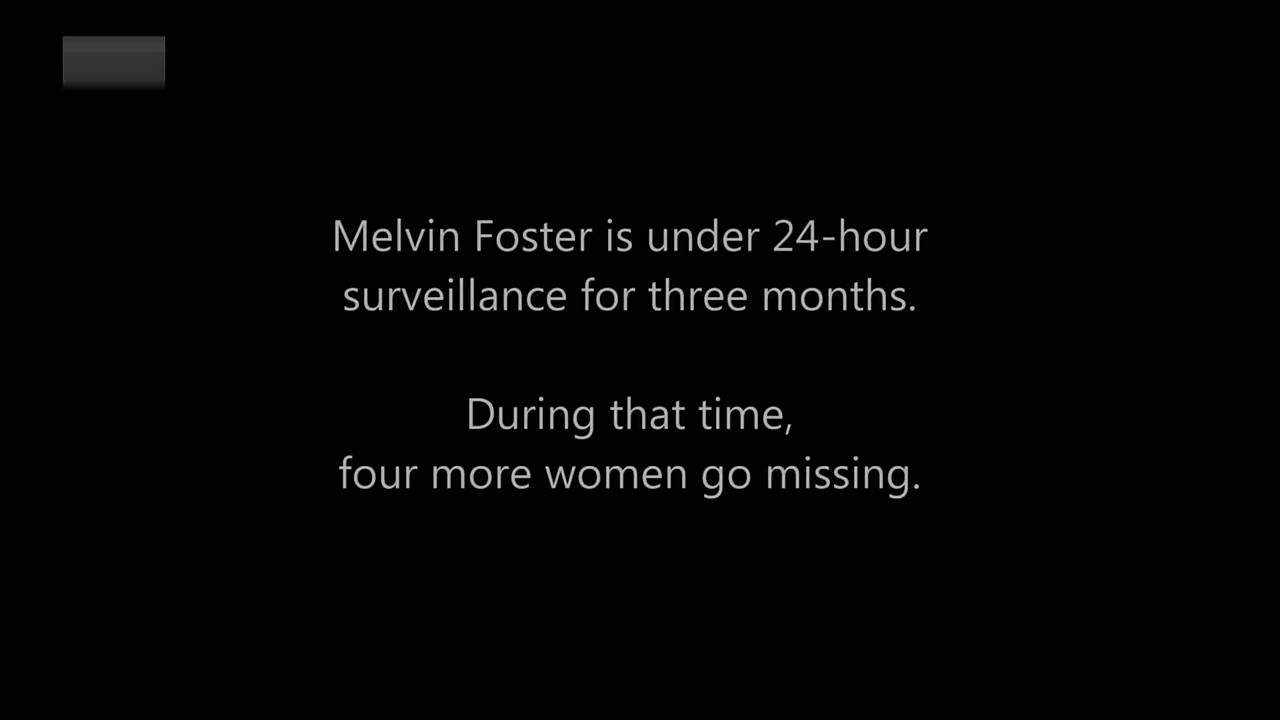 Melvin Foster is under 24-hour
surveillance for three months.
During that time,
four more women go missing.